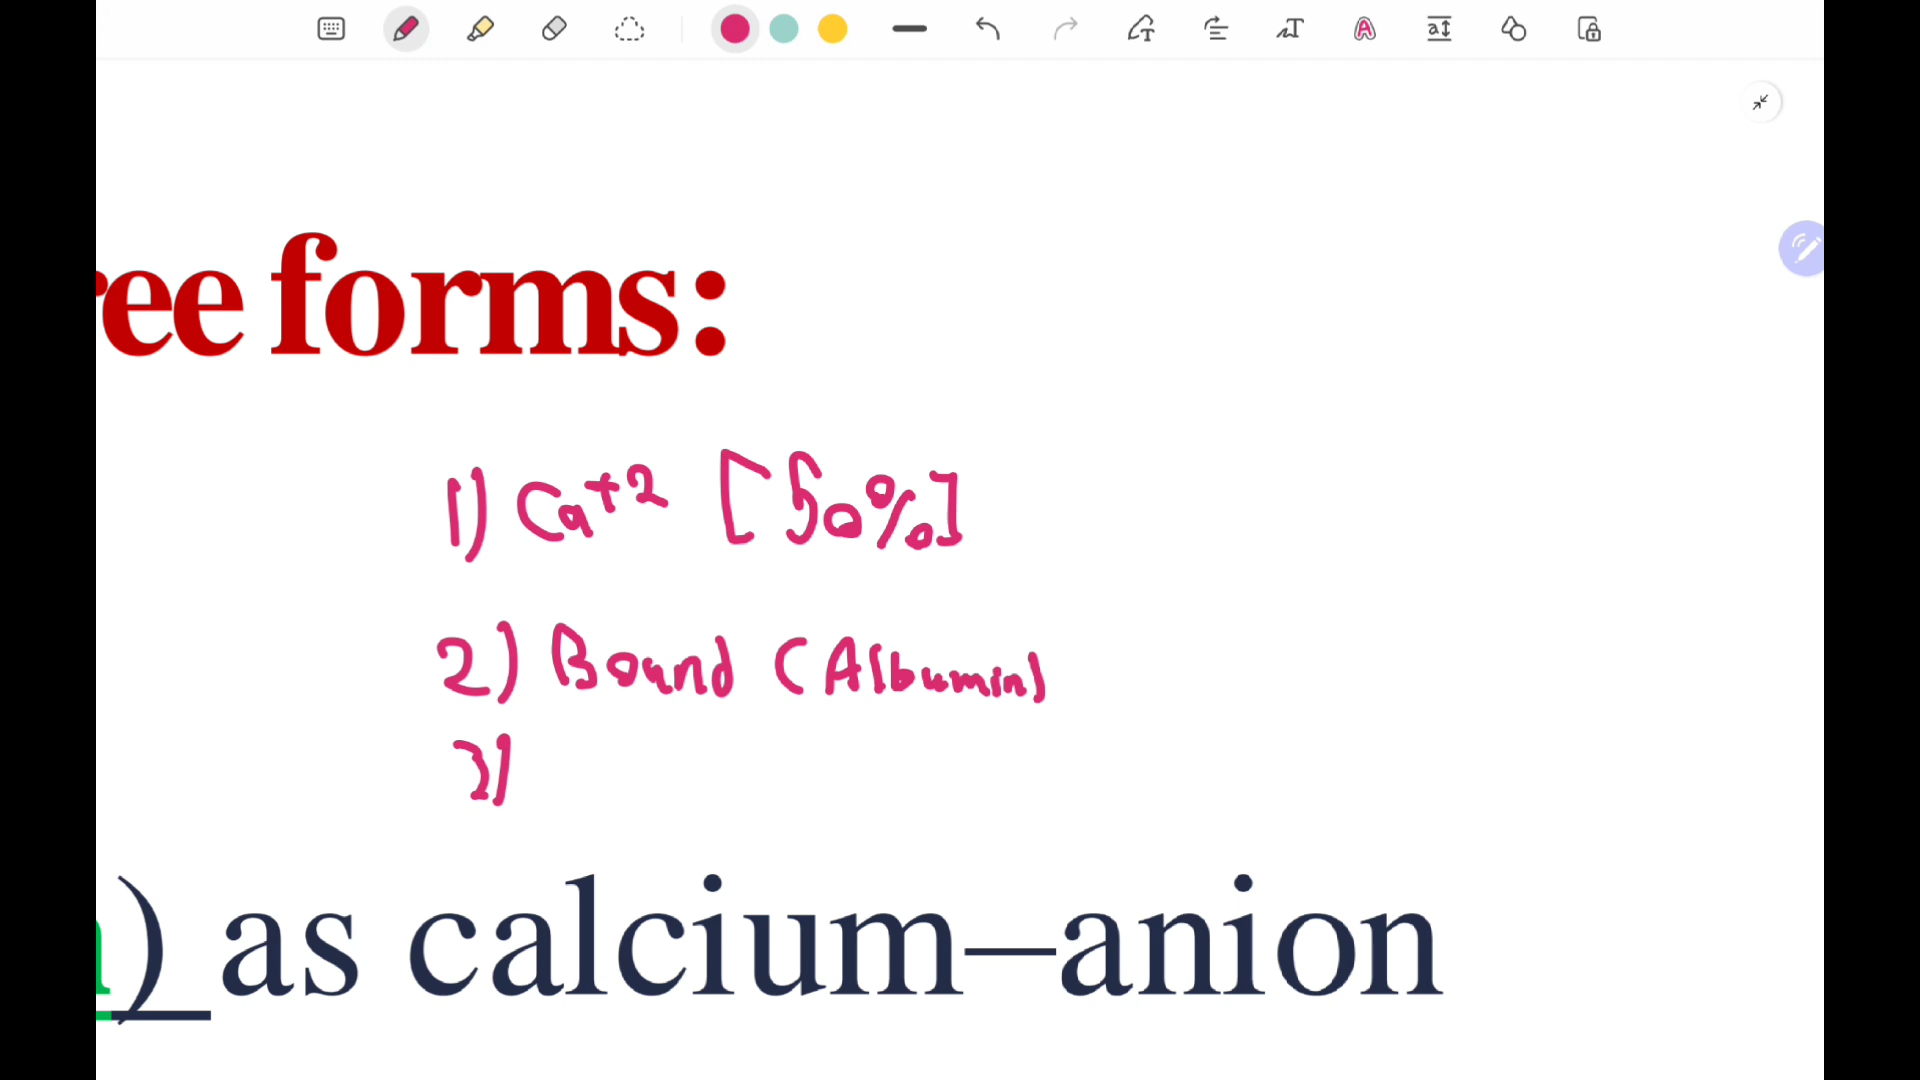 ee forms:
1) Ca+2 [50%]
2) Bound (Albumin)
3)
) as calcium–anion